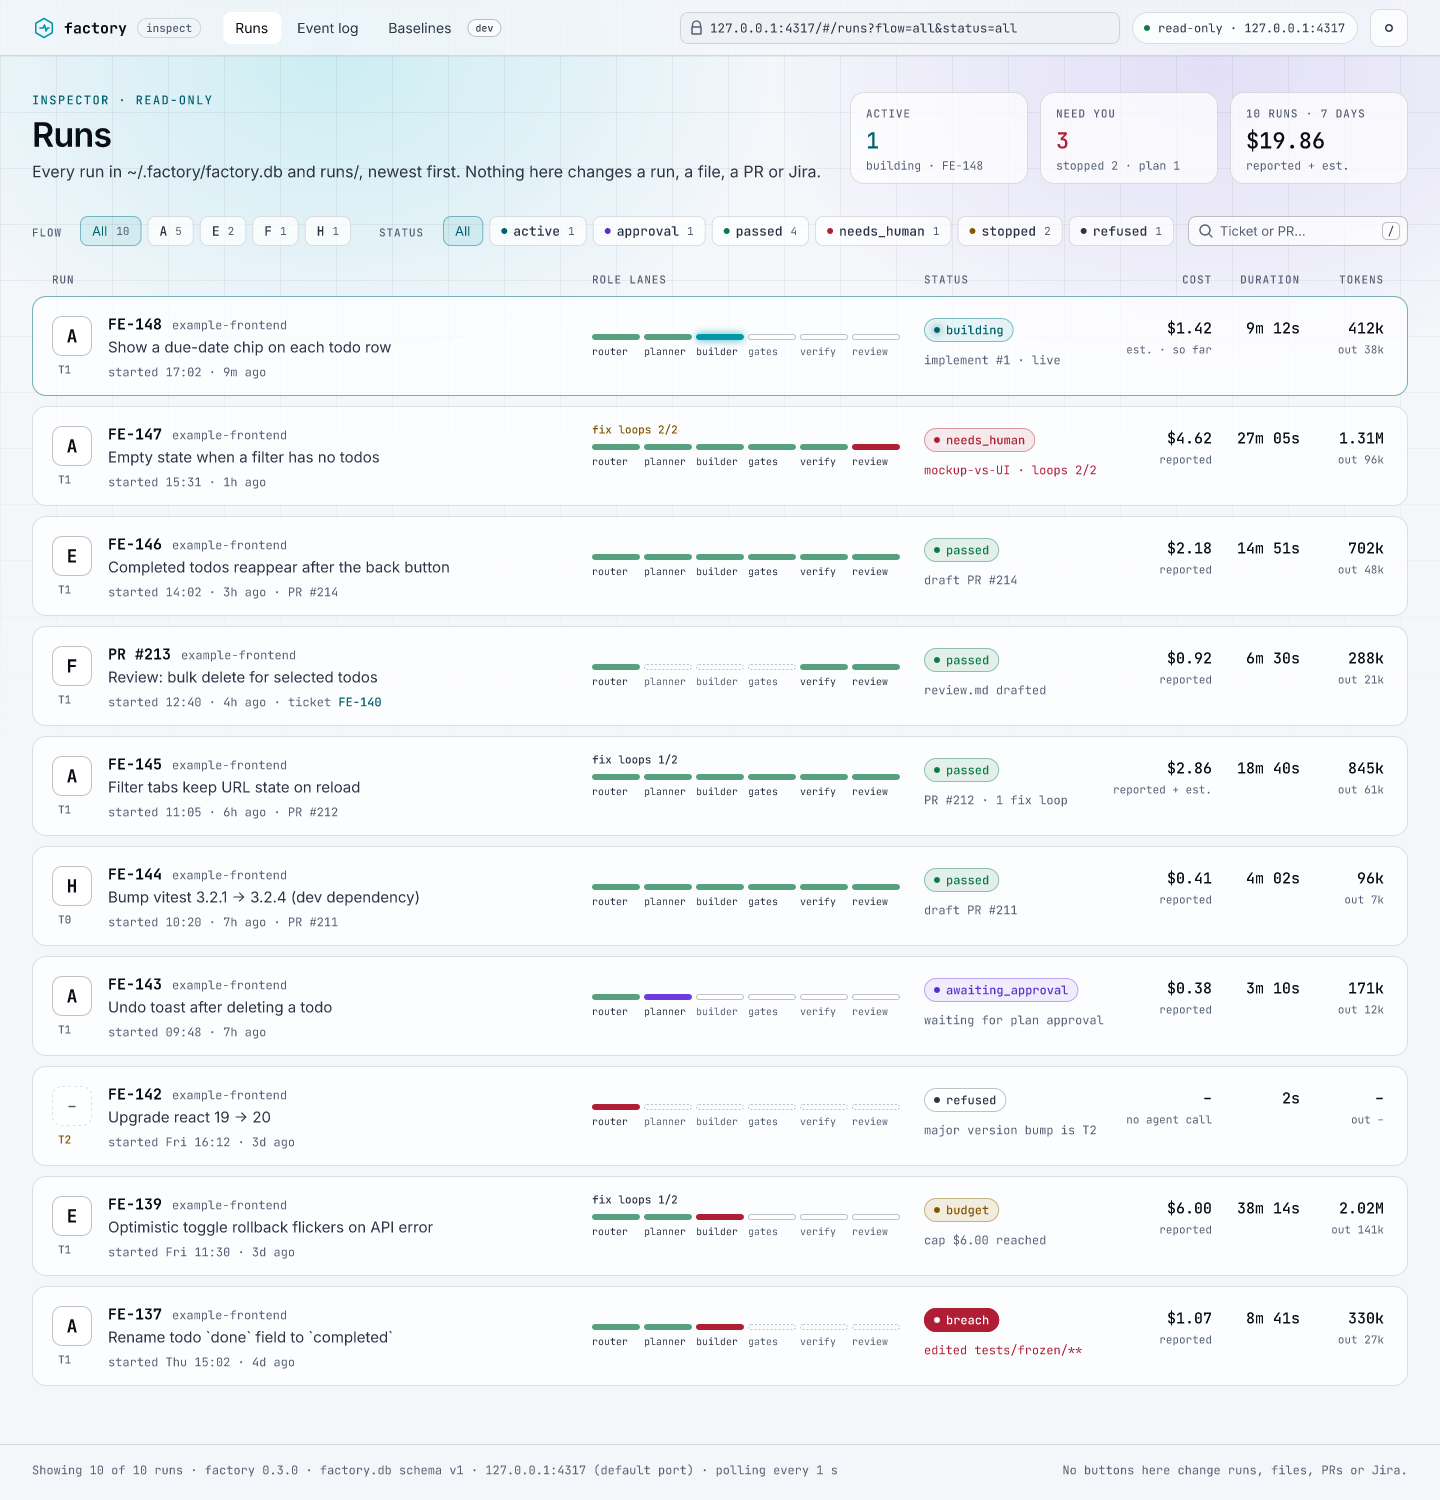 factory inspect Runs Event log Baselines dev 127.0.0.1:4317/#/runs?flow=all&status=all read-only · 127.0.0.1:4317
INSPECTOR · READ-ONLY
Runs
Every run in ~/.factory/factory.db and runs/, newest first. Nothing here changes a run, a file, a PR or Jira.
ACTIVE
1
building · FE-148
NEED YOU
3
stopped 2 · plan 1
10 RUNS · 7 DAYS
$19.86
reported + est.
FLOW All 10 A 5 E 2 F 1 H 1 STATUS All active 1 approval 1 passed 4 needs_human 1 stopped 2 refused 1 Ticket or PR... /
RUN ROLE LANES STATUS COST DURATION TOKENS
A
T1
FE-148 example-frontend
Show a due-date chip on each todo row
started 17:02 · 9m ago
router planner builder gates verify review
building
implement #1 · live
$1.42
est. · so far
9m 12s
412k
out 38k
A
T1
FE-147 example-frontend
Empty state when a filter has no todos
started 15:31 · 1h ago
fix loops 2/2
router planner builder gates verify review
needs_human
mockup-vs-UI · loops 2/2
$4.62
reported
27m 05s
1.31M
out 96k
E
T1
FE-146 example-frontend
Completed todos reappear after the back button
started 14:02 · 3h ago · PR #214
router planner builder gates verify review
passed
draft PR #214
$2.18
reported
14m 51s
702k
out 48k
F
T1
PR #213 example-frontend
Review: bulk delete for selected todos
started 12:40 · 4h ago · ticket FE-140
router planner builder gates verify review
passed
review.md drafted
$0.92
reported
6m 30s
288k
out 21k
A
T1
FE-145 example-frontend
Filter tabs keep URL state on reload
started 11:05 · 6h ago · PR #212
fix loops 1/2
router planner builder gates verify review
passed
PR #212 · 1 fix loop
$2.86
reported + est.
18m 40s
845k
out 61k
H
T0
FE-144 example-frontend
Bump vitest 3.2.1 → 3.2.4 (dev dependency)
started 10:20 · 7h ago · PR #211
router planner builder gates verify review
passed
draft PR #211
$0.41
reported
4m 02s
96k
out 7k
A
T1
FE-143 example-frontend
Undo toast after deleting a todo
started 09:48 · 7h ago
router planner builder gates verify review
awaiting_approval
waiting for plan approval
$0.38
reported
3m 10s
171k
out 12k
–
T2
FE-142 example-frontend
Upgrade react 19 → 20
started Fri 16:12 · 3d ago
router planner builder gates verify review
refused
major version bump is T2
–
no agent call
2s
–
out –
E
T1
FE-139 example-frontend
Optimistic toggle rollback flickers on API error
started Fri 11:30 · 3d ago
fix loops 1/2
router planner builder gates verify review
budget
cap $6.00 reached
$6.00
reported
38m 14s
2.02M
out 141k
A
T1
FE-137 example-frontend
Rename todo `done` field to `completed`
started Thu 15:02 · 4d ago
router planner builder gates verify review
breach
edited tests/frozen/**
$1.07
reported
8m 41s
330k
out 27k
Showing 10 of 10 runs · factory 0.3.0 · factory.db schema v1 · 127.0.0.1:4317 (default port) · polling every 1 s
No buttons here change runs, files, PRs or Jira.